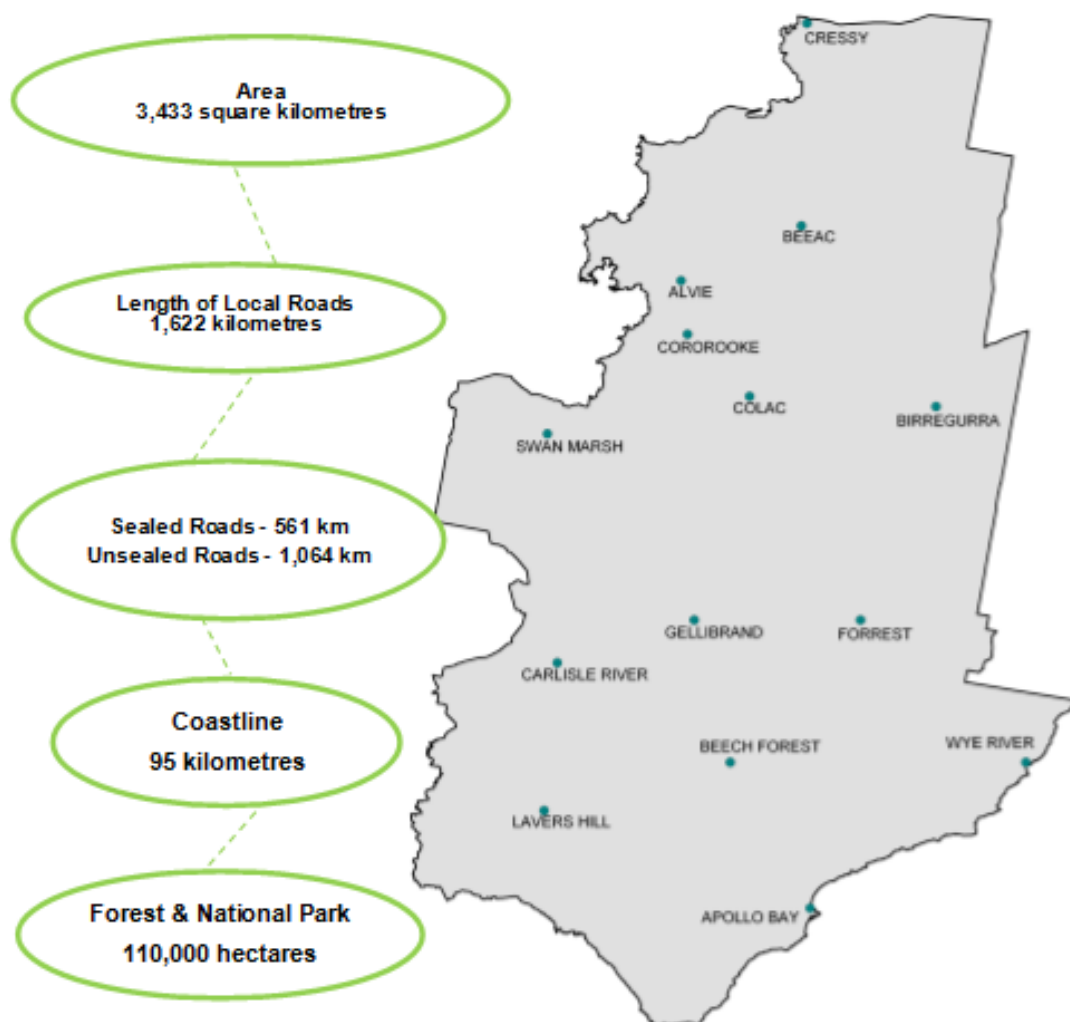 Area
3,433 square kilometres
Length of Local Roads
1,622 kilometres
Sealed Roads - 561 km
Unsealed Roads - 1,064 km
Coastline
95 kilometres
Forest & National Park
110,000 hectares
CRESSY
BEEAC
ALVIE
COROROOKE
COLAC
BIRREGURRA
SWAN MARSH
GELLIBRAND
FORREST
CARLISLE RIVER
BEECH FOREST
WYE RIVER
LAVERS HILL
APOLLO BAY